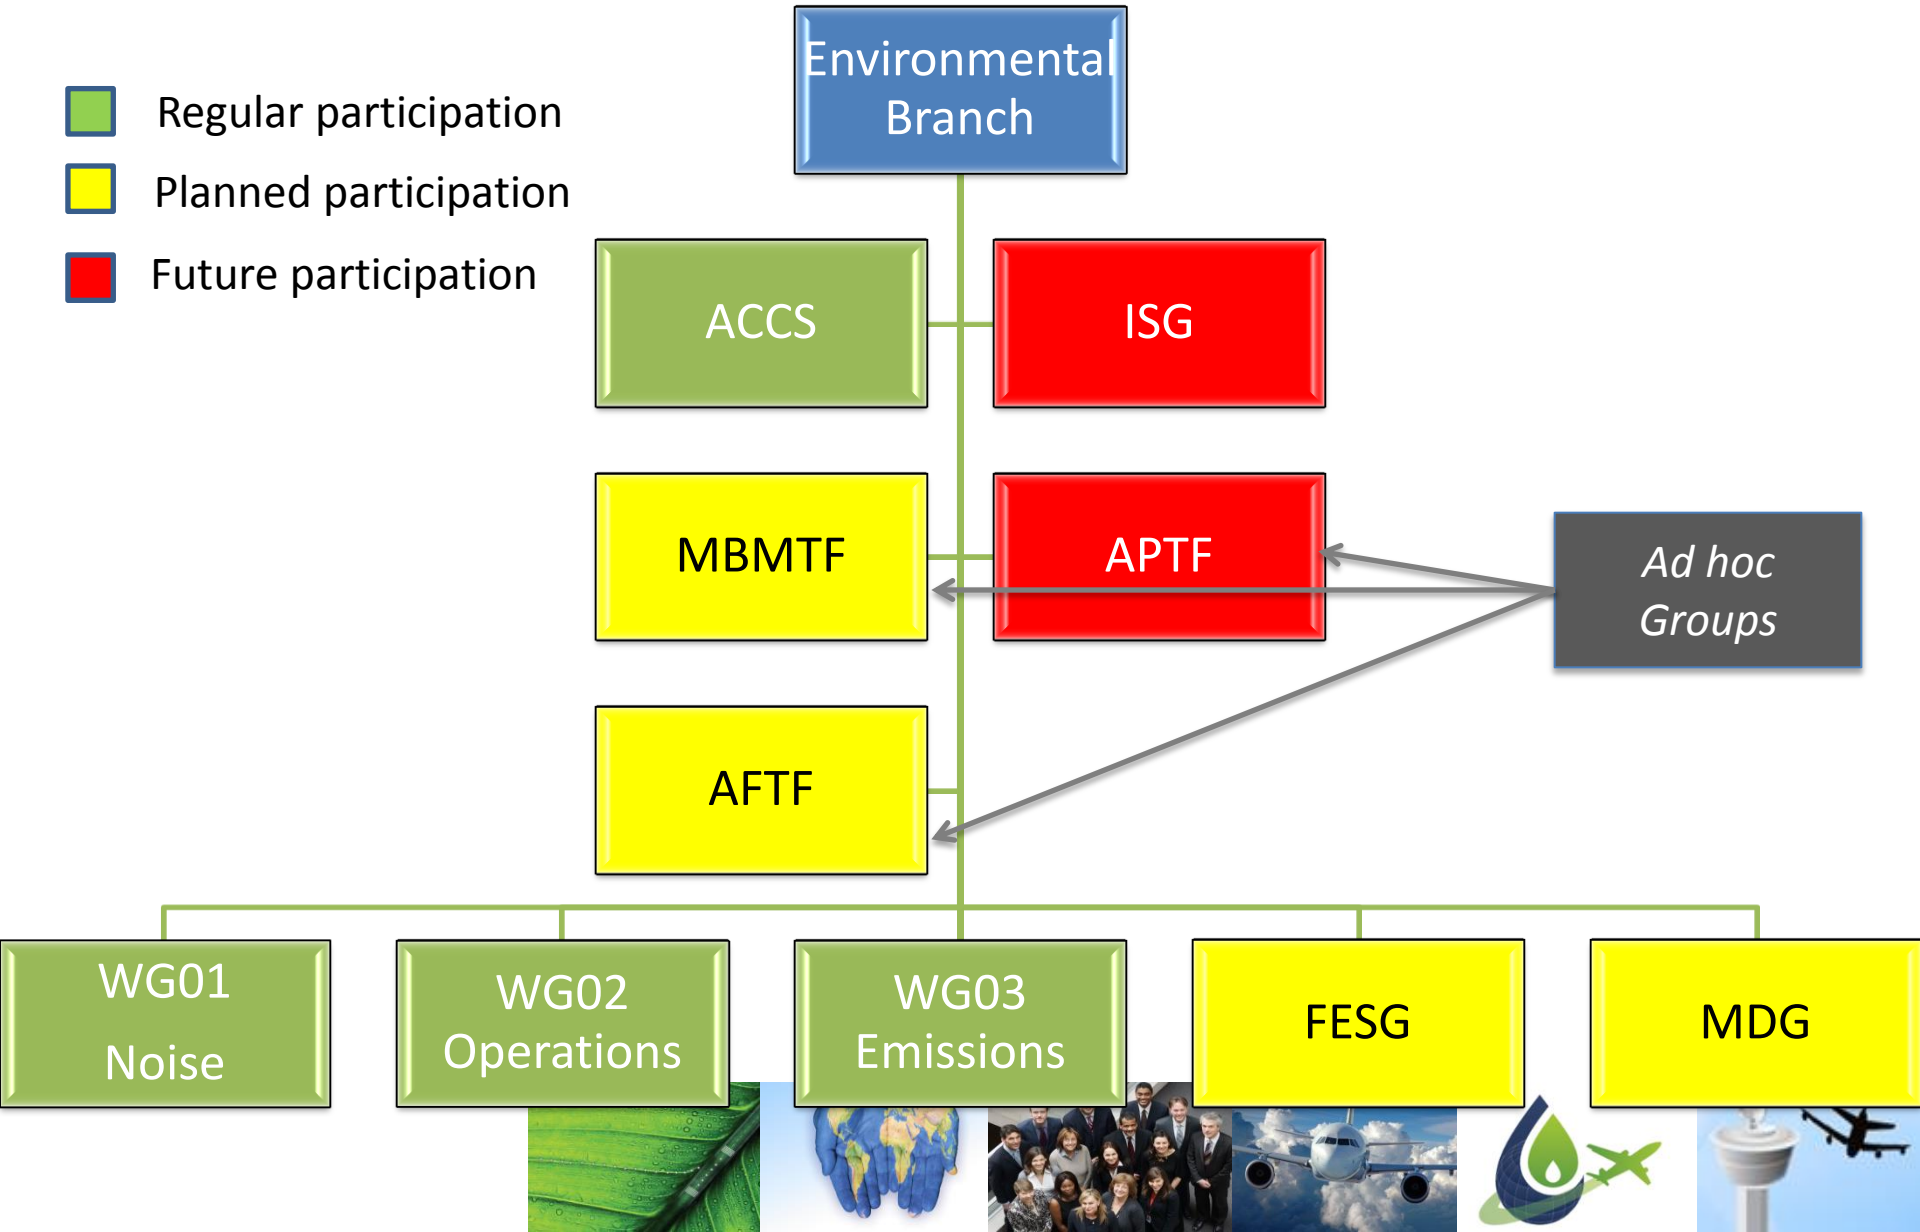 Environmental
Branch
Regular participation
Planned participation
Future participation
ACCS
ISG
MBMTF
APTF
Ad hoc
Groups
AFTF
WG01
Noise
WG02
Operations
WG03
Emissions
FESG
MDG